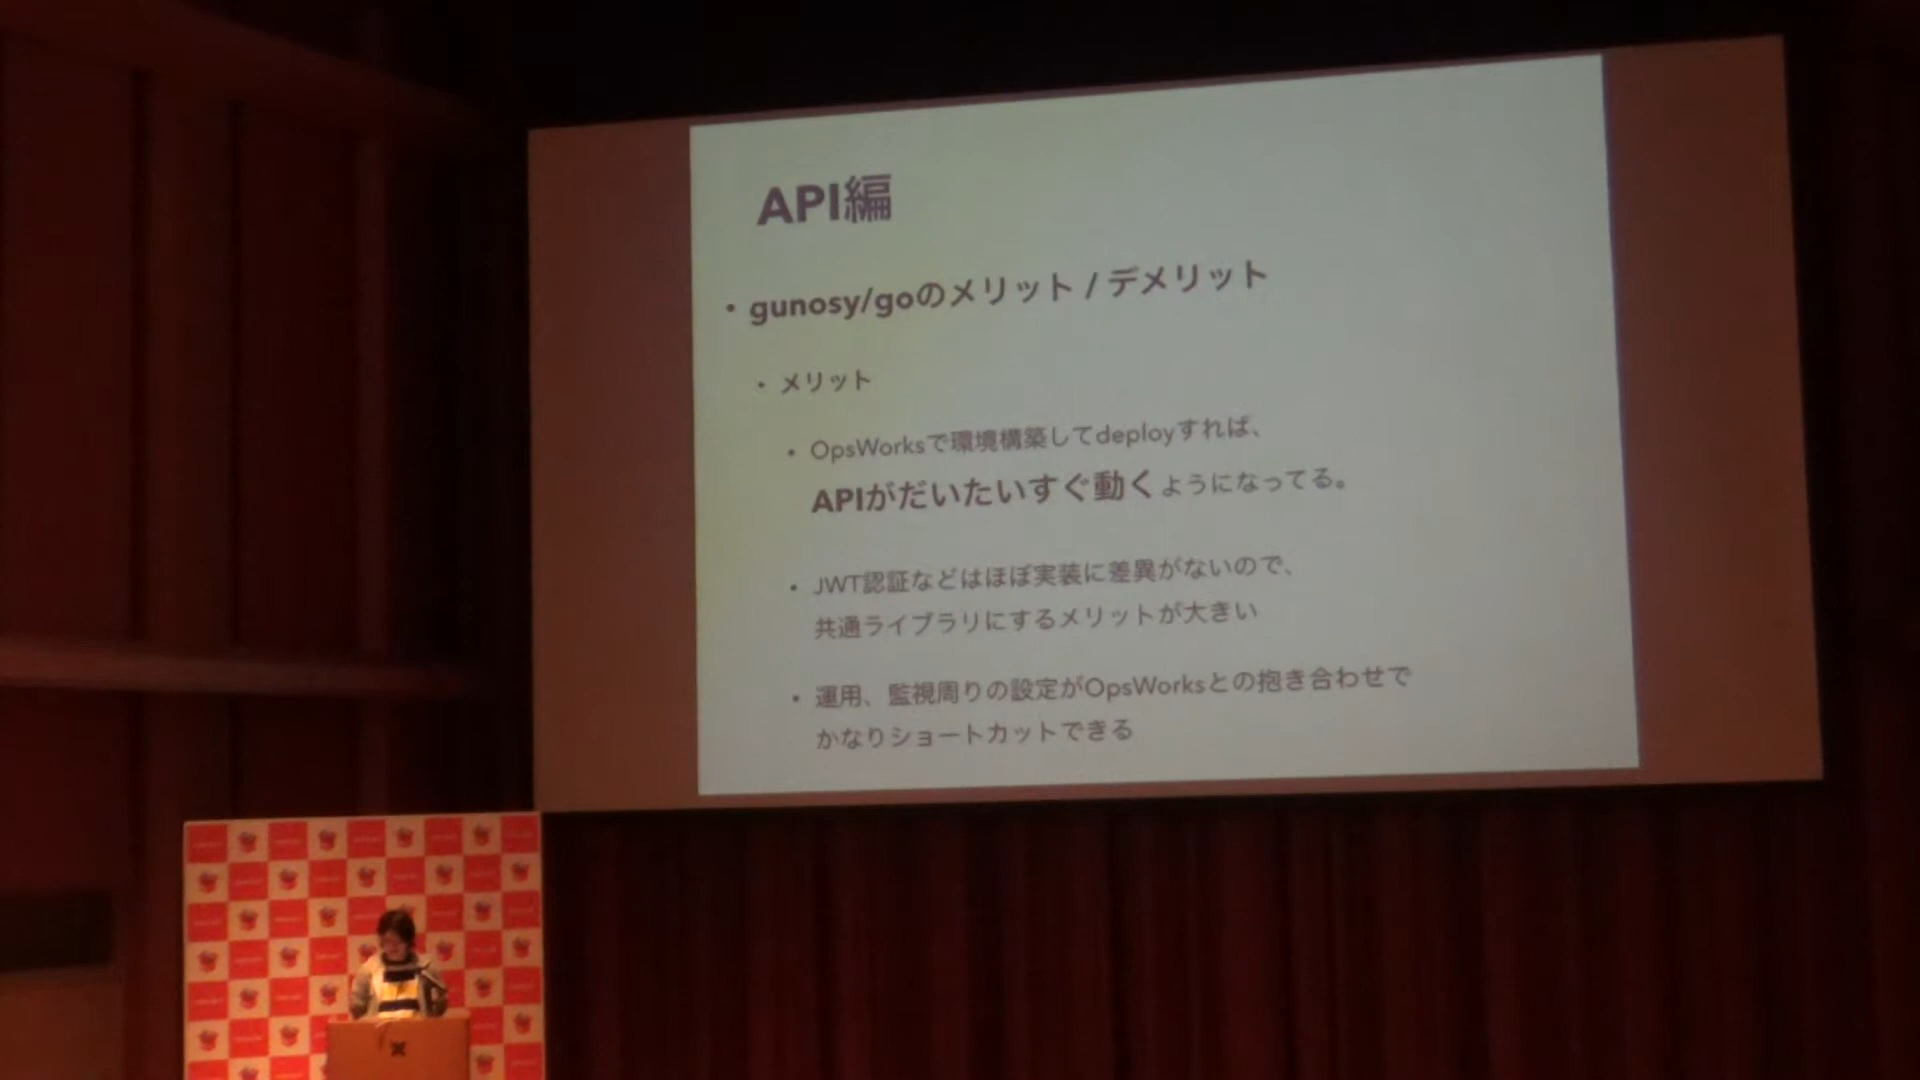 API編
• gunosy/goのメリット / デメリット
• メリット
• OpsWorksで環境構築してdeployすれば、
APIがだいたいすぐ動くようになってる。
• JWT認証などはほぼ実装に差異がないので、
共通ライブラリにするメリットが大きい
• 運用、監視周りの設定がOpsWorksとの抱き合わせで
かなりショートカットできる